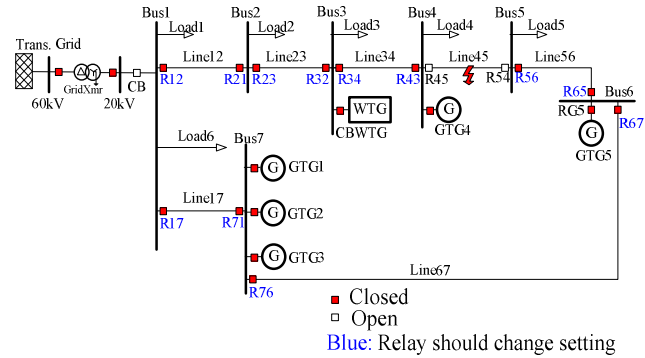 Bus1
Bus2
Bus3
Bus4
Bus5
Load1
Load2
Load3
Load4
Load5
Trans. Grid
Line12
Line23
Line34
Line45
Line56
CB
R12
R21
R23
R32
R34
R43
R45
R54
R56
60kV
GridXmr
20kV
WTG
CBWTG
G
GTG4
R65
Bus6
RG5
R67
G
GTG5
Load6
Bus7
G
GTG1
Line17
R17
R71
G
GTG2
G
GTG3
R76
Line67
Closed
Open
Blue: Relay should change setting